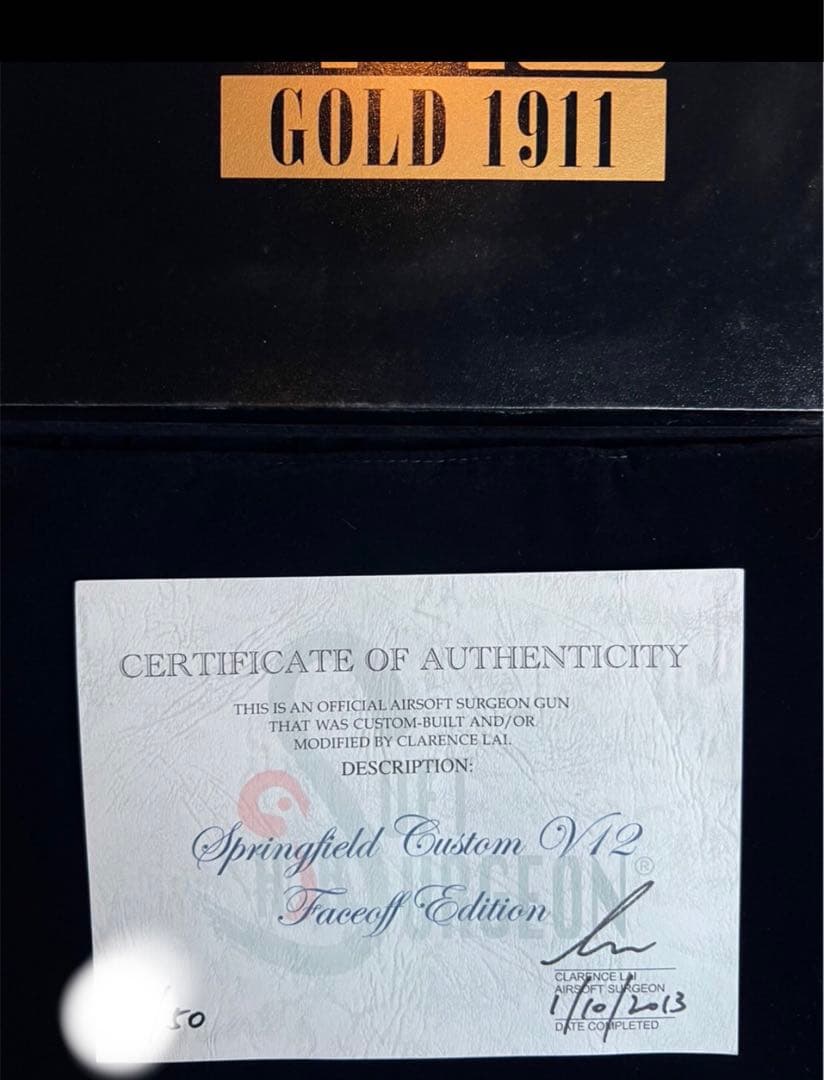 GOLD 1911
CERTIFICATE OF AUTHENTICITY
THIS IS AN OFFICIAL AIRSOFT SURGEON GUN
THAT WAS CUSTOM-BUILT AND/OR
MODIFIED BY CLARENCE LAI.
DESCRIPTION:
Springfield Custom V12
Faceoff Edition
®
CLARENCE LAI
AIRSOFT SURGEON
1/10/2013
DATE COMPLETED
/50